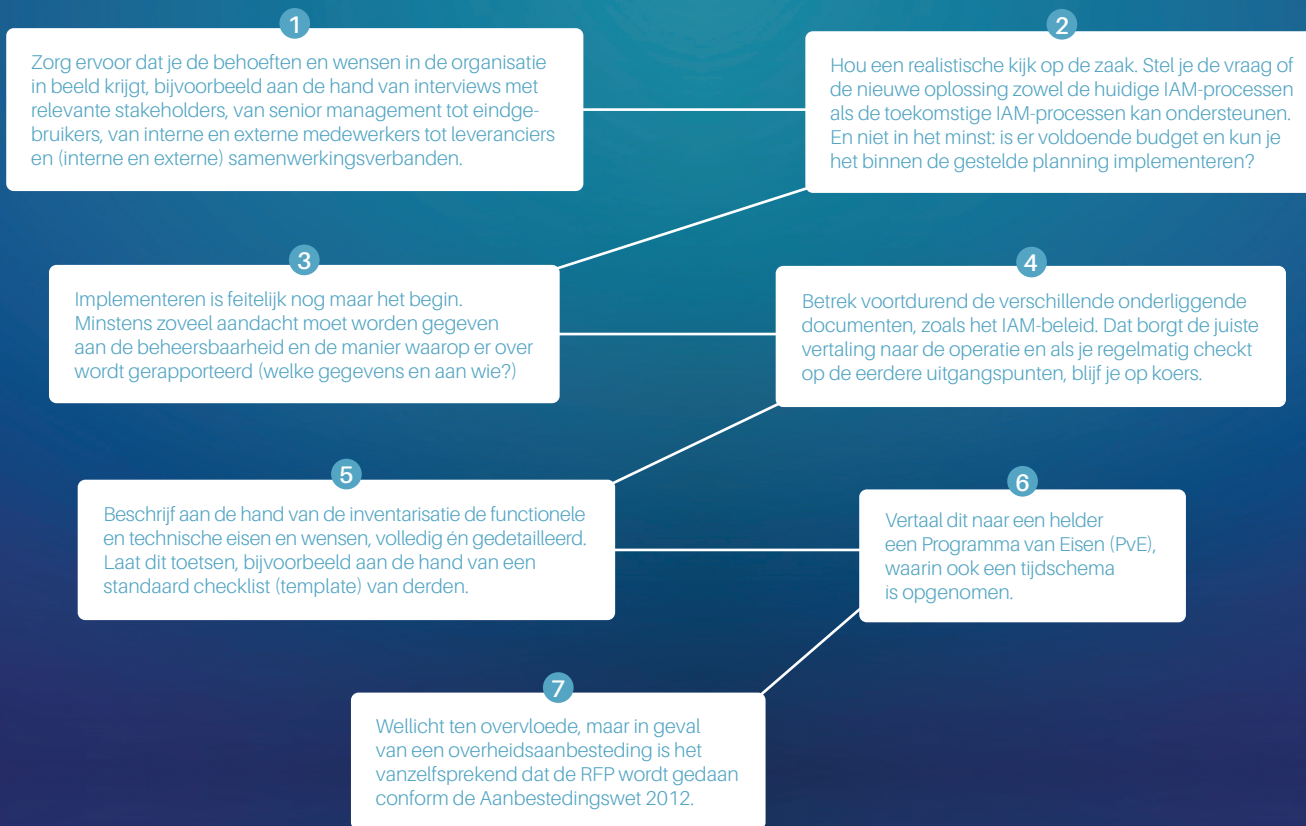 1
Zorg ervoor dat je de behoeften en wensen in de organisatie
in beeld krijgt, bijvoorbeeld aan de hand van interviews met
relevante stakeholders, van senior management tot eindge-
bruikers, van interne en externe medewerkers tot leveranciers
en (interne en externe) samenwerkingsverbanden.
2
Hou een realistische kijk op de zaak. Stel je de vraag of
de nieuwe oplossing zowel de huidige IAM-processen
als de toekomstige IAM-processen kan ondersteunen.
En niet in het minst: is er voldoende budget en kun je
het binnen de gestelde planning implementeren?
3
Implementeren is feitelijk nog maar het begin.
Minstens zoveel aandacht moet worden gegeven
aan de beheersbaarheid en de manier waarop er over
wordt gerapporteerd (welke gegevens en aan wie?)
4
Betrek voortdurend de verschillende onderliggende
documenten, zoals het IAM-beleid. Dat borgt de juiste
vertaling naar de operatie en als je regelmatig checkt
op de eerdere uitgangspunten, blijf je op koers.
5
Beschrijf aan de hand van de inventarisatie de functionele
en technische eisen en wensen, volledig én gedetailleerd.
Laat dit toetsen, bijvoorbeeld aan de hand van een
standaard checklist (template) van derden.
6
Vertaal dit naar een helder
een Programma van Eisen (PvE),
waarin ook een tijdschema
is opgenomen.
7
Wellicht ten overvloede, maar in geval
van een overheidsaanbesteding is het
vanzelfsprekend dat de RFP wordt gedaan
conform de Aanbestedingswet 2012.